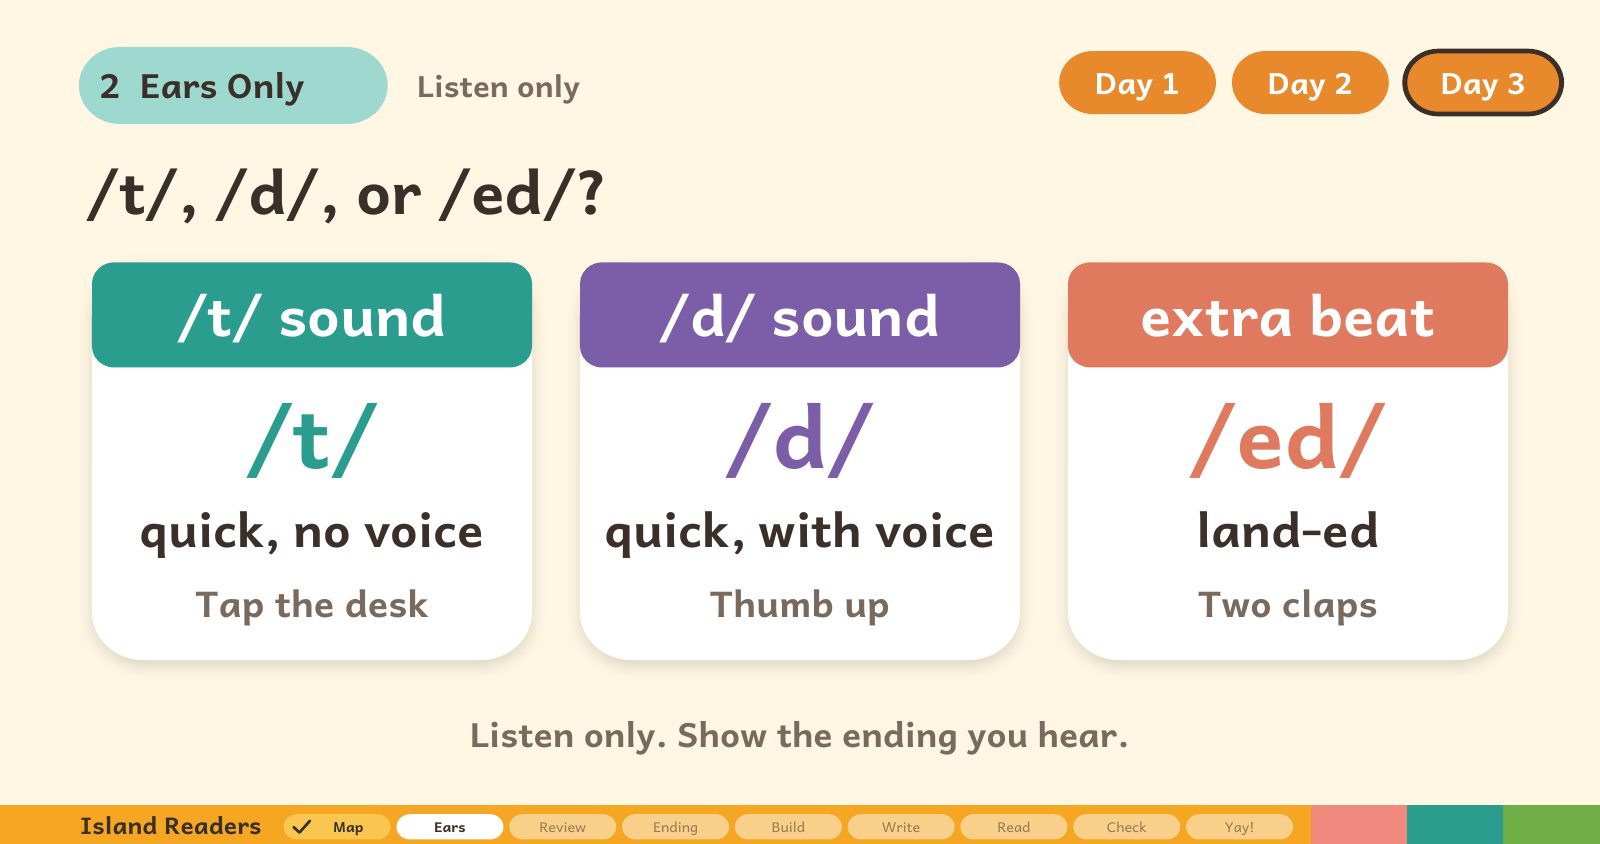 2 Ears Only
Listen only
Day 1
Day 2
Day 3
/t/, /d/, or /ed/?
/t/ sound
/t/
quick, no voice
Tap the desk
/d/ sound
/d/
quick, with voice
Thumb up
extra beat
/ed/
land-ed
Two claps
Listen only. Show the ending you hear.
Island Readers
Map
Ears
Review
Ending
Build
Write
Read
Check
Yay!